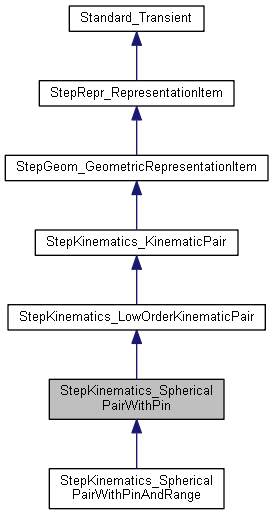 Standard_Transient
StepRepr_RepresentationItem
StepGeom_GeometricRepresentationItem
StepKinematics_KinematicPair
StepKinematics_LowOrderKinematicPair
StepKinematics_Spherical
PairWithPin
StepKinematics_Spherical
PairWithPinAndRange